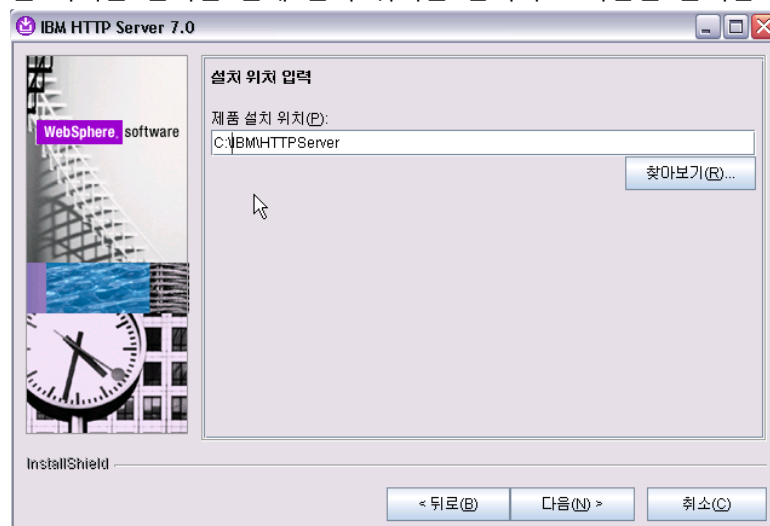 IBM HTTP Server 7.0
WebSphere. software
설치 위치 입력
제품 설치 위치(P):
C:\IBM\HTTPServer
찾아보기(R)...
InstallShield
< 뒤로(B)
다음(N) >
취소(C)